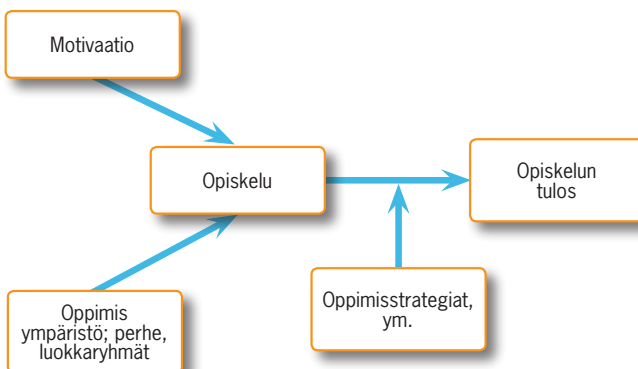 Motivaatio
Opiskelu
Opiskelun
tulos
Oppimis
ympäristö; perhe,
luokkaryhmät
Oppimisstrategiat,
ym.